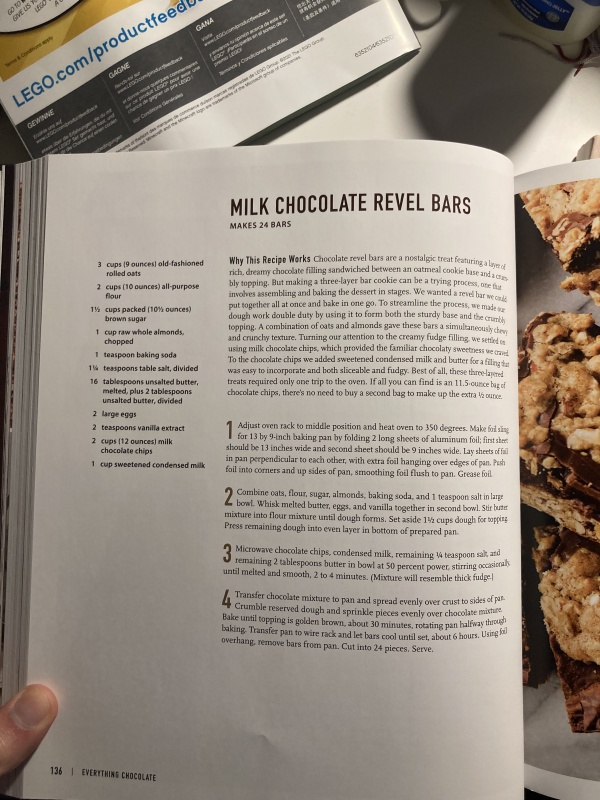 LEGO.com/productfeedb
GEWINNE
GAGNE
GANA
Termes y Condiciones aplicables
MILK CHOCOLATE REVEL BARS
MAKES 24 BARS
3 cups (9 ounces) old-fashioned
rolled oats
2 cups (10 ounces) all-purpose
flour
1½ cups packed (10½ ounces)
brown sugar
1 cup raw whole almonds,
chopped
1 teaspoon baking soda
1¼ teaspoons table salt, divided
16 tablespoons unsalted butter,
melted, plus 2 tablespoons
unsalted butter, divided
2 large eggs
2 teaspoons vanilla extract
2 cups (12 ounces) milk
chocolate chips
1 cup sweetened condensed milk
Why This Recipe Works Chocolate revel bars are a nostalgic treat featuring a layer of
rich, dreamy chocolate filling sandwiched between an oatmeal cookie base and a crum-
bly topping. But making a three-layer bar cookie can be a trying process, one that
involves assembling and baking the dessert in stages. We wanted a revel bar we could
put together all at once and bake in one go. To streamline the process, we made our
dough work double duty by using it to form both the sturdy base and the crumbly
topping. A combination of oats and almonds gave these bars a simultaneously chewy
and crunchy texture. Turning our attention to the creamy fudge filling, we settled on
using milk chocolate chips, which provided the familiar chocolaty sweetness we craved.
To the chocolate chips we added sweetened condensed milk and butter for a filling that
was easy to incorporate and both sliceable and fudgy. Best of all, these three-layered
treats required only one trip to the oven. If all you can find is an 11.5-ounce bag of
chocolate chips, there's no need to buy a second bag to make up the extra ½ ounce.
1 Adjust oven rack to middle position and heat oven to 350 degrees. Make foil sling
for 13 by 9-inch baking pan by folding 2 long sheets of aluminum foil; first sheet
should be 13 inches wide and second sheet should be 9 inches wide. Lay sheets of foil
in pan perpendicular to each other, with extra foil hanging over edges of pan. Push
foil into corners and up sides of pan, smoothing foil flush to pan. Grease foil.
2 Combine oats, flour, sugar, almonds, baking soda, and 1 teaspoon salt in large
bowl. Whisk melted butter, eggs, and vanilla together in second bowl. Stir butter
mixture into flour mixture until dough forms. Set aside 1½ cups dough for topping.
Press remaining dough into even layer in bottom of prepared pan.
3 Microwave chocolate chips, condensed milk, remaining ¼ teaspoon salt, and
remaining 2 tablespoons butter in bowl at 50 percent power, stirring occasionally,
until melted and smooth, 2 to 4 minutes. (Mixture will resemble thick fudge.)
4 Transfer chocolate mixture to pan and spread evenly over crust to sides of pan.
Crumble reserved dough and sprinkle pieces evenly over chocolate mixture.
Bake until topping is golden brown, about 30 minutes, rotating pan halfway through
baking. Transfer pan to wire rack and let bars cool until set, about 6 hours. Using foil
overhang, remove bars from pan. Cut into 24 pieces. Serve.
136 | EVERYTHING CHOCOLATE